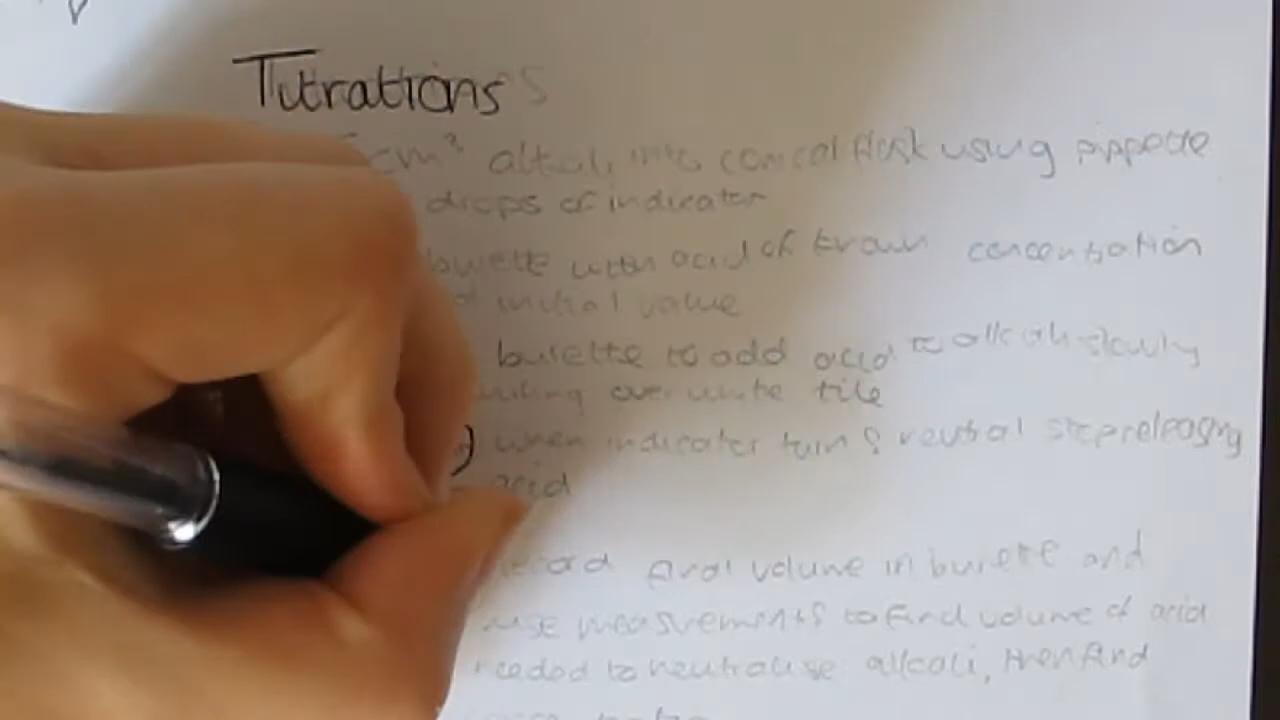 Titrations
cm³ alkali into conical flask using pippette
drops of indicator
burette with acid of known concentration
initial value
burette to add acid to alkali slowly
over white tile
) when indicator turns neutral stop releasing
acid
final volume in burette and
use measurements to find volume of acid
needed to neutralise alkali, then find